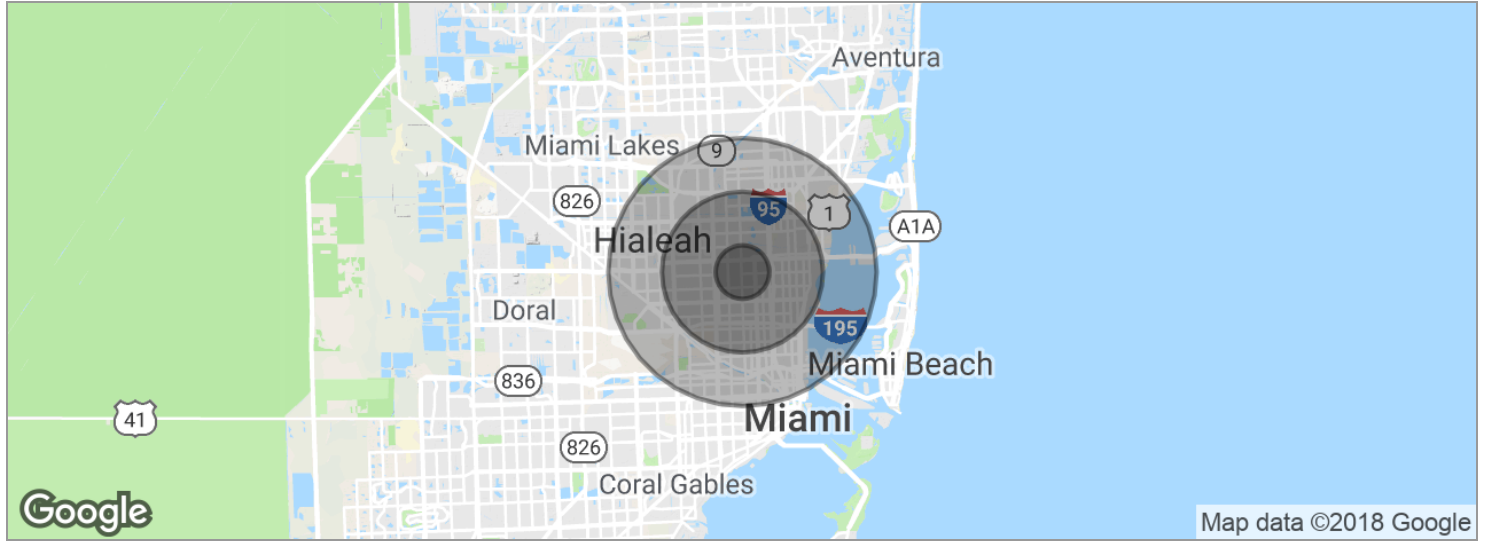 Aventura
Miami Lakes
9
826
95
1
A1A
Hialeah
Doral
195
Miami Beach
836
41
Miami
826
Coral Gables
Google
Map data ©2018 Google